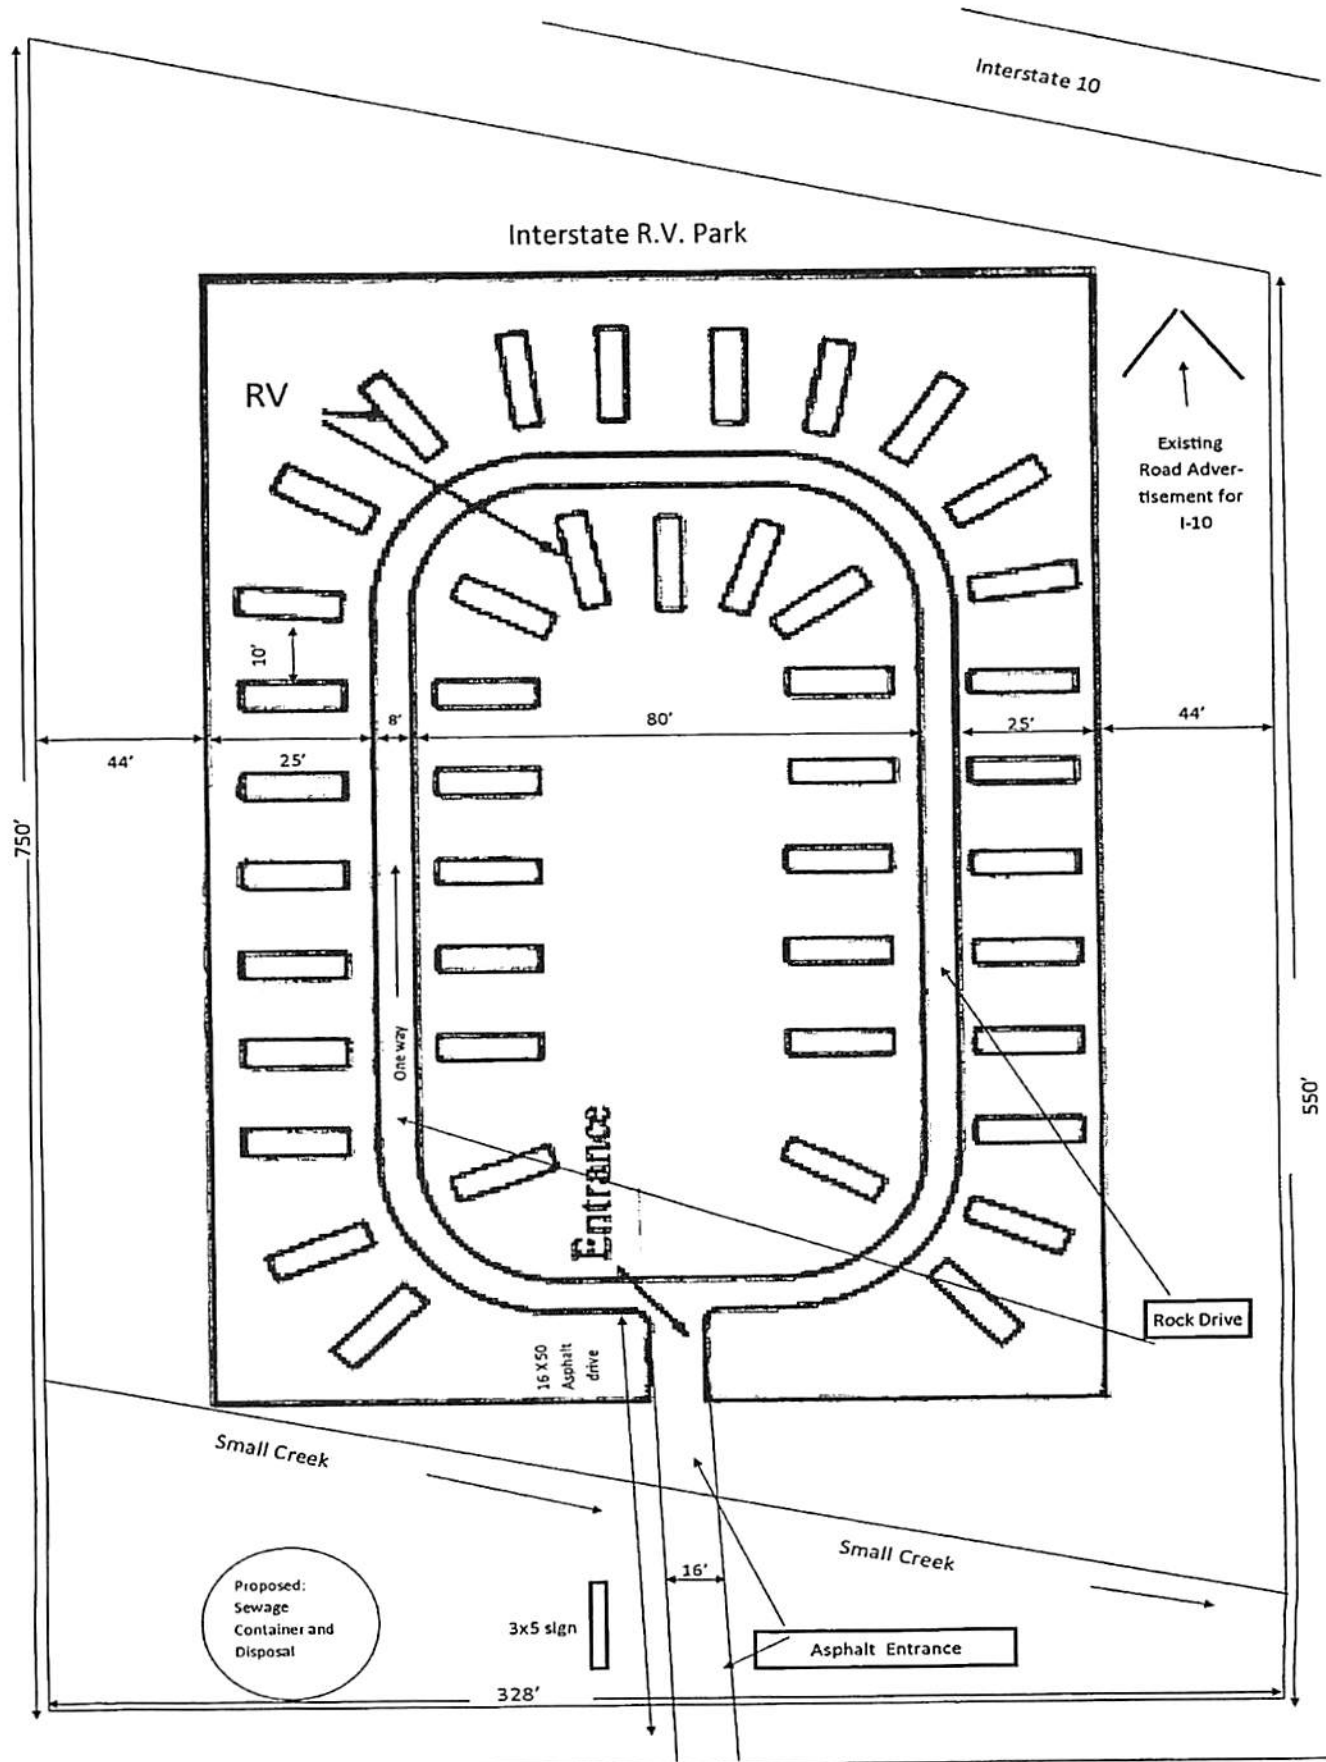 Interstate 10
Interstate R.V. Park
RV
Existing
Road Adver-
tisement for
I-10
10'
8'
80'
25'
44'
44'
25'
750'
One way
550'
Entrance
Rock Drive
16 X 50
Asphalt
drive
Small Creek
Small Creek
16'
Proposed:
Sewage
Container and
Disposal
3x5 sign
Asphalt Entrance
328'